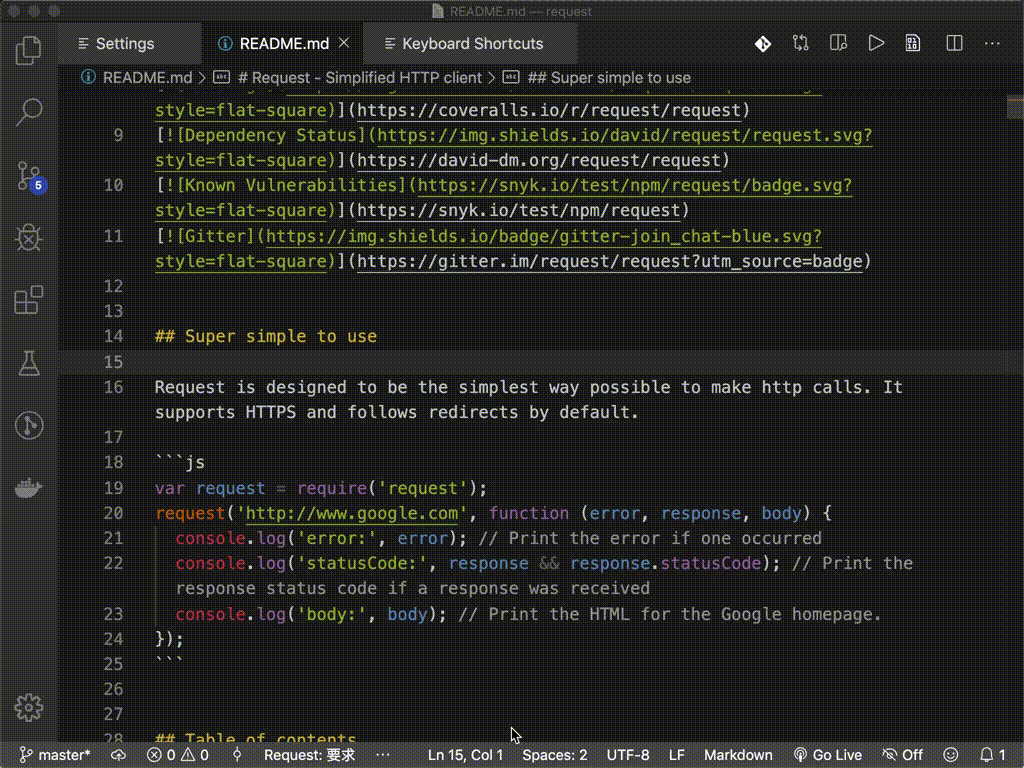 README.md — request
Settings
README.md
Keyboard Shortcuts
README.md > # Request - Simplified HTTP client > ## Super simple to use
style=flat-square)](https://coveralls.io/r/request/request)
9 [![Dependency Status](https://img.shields.io/david/request/request.svg?
style=flat-square)](https://david-dm.org/request/request)
10 [![Known Vulnerabilities](https://snyk.io/test/npm/request/badge.svg?
style=flat-square)](https://snyk.io/test/npm/request)
11 [![Gitter](https://img.shields.io/badge/gitter-join_chat-blue.svg?
style=flat-square)](https://gitter.im/request/request?utm_source=badge)
12
13
14 ## Super simple to use
15
16 Request is designed to be the simplest way possible to make http calls. It
supports HTTPS and follows redirects by default.
17
18 ```js
19 var request = require('request');
20 request('http://www.google.com', function (error, response, body) {
21 console.log('error:', error); // Print the error if one occurred
22 console.log('statusCode:', response && response.statusCode); // Print the
response status code if a response was received
23 console.log('body:', body); // Print the HTML for the Google homepage.
24 });
25 ```
26
27
28 ## Table of contents
5
master* 0 0 Request: 要求 ··· Ln 15, Col 1 Spaces: 2 UTF-8 LF Markdown Go Live Off 1